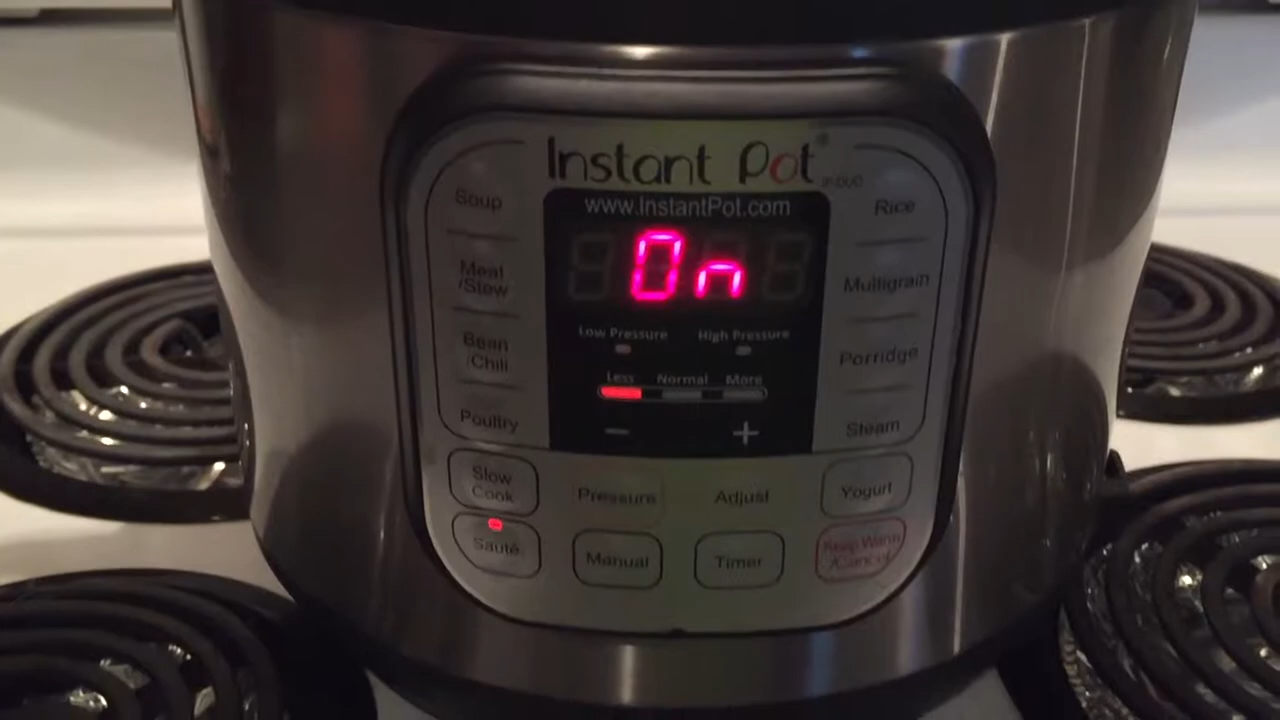 Instant Pot®
www.InstantPot.com
On
Low Pressure High Pressure
Less Normal More
− +
Soup
Meat
/Stew
Bean
/Chili
Poultry
Rice
Multigrain
Porridge
Steam
Slow
Cook
Pressure
Adjust
Yogurt
Sauté
Manual
Timer
Keep Warm
/Cancel